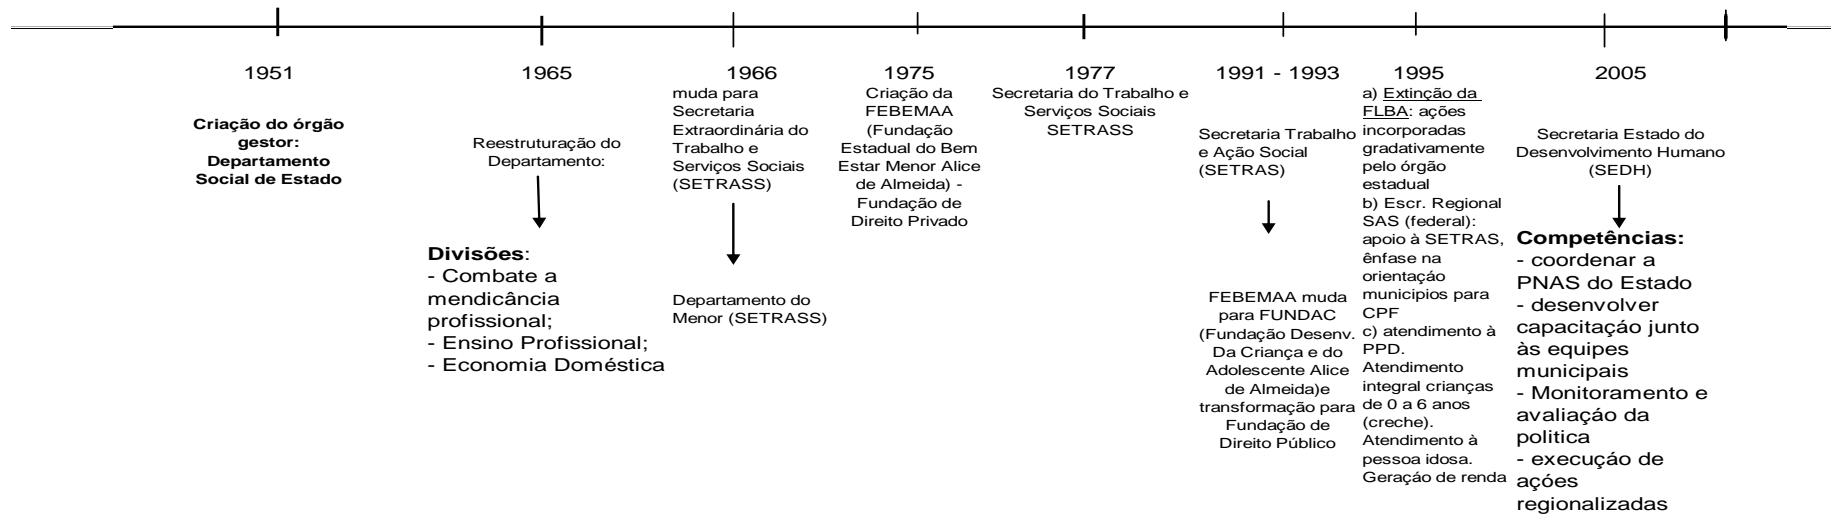 1951
Criação do órgão
gestor:
Departamento
Social de Estado
1965
Reestruturação do
Departamento:
Divisões:
- Combate a
mendicância
profissional;
- Ensino Profissional;
- Economia Doméstica
1966
muda para
Secretaria
Extraordinária do
Trabalho e
Serviços Sociais
(SETRASS)
Departamento do
Menor (SETRASS)
1975
Criação da
FEBEMAA
(Fundação
Estadual do Bem
Estar Menor Alice
de Almeida) -
Fundação de
Direito Privado
1977
Secretaria do Trabalho e
Serviços Sociais
SETRASS
1991 - 1993
Secretaria Trabalho
e Ação Social
(SETRAS)
FEBEMAA muda
para FUNDAC
(Fundação Desenv.
Da Criança e do
Adolescente Alice
de Almeida)e
transformação para
Fundação de
Direito Público
1995
a) Extinção da
FLBA: ações
incorporadas
gradativamente
pelo órgão
estadual
b) Escr. Regional
SAS (federal):
apoio à SETRAS,
ênfase na
orientaçáo
municipios para
CPF
c) atendimento à
PPD.
Atendimento
integral crianças
de 0 a 6 anos
(creche).
Atendimento à
pessoa idosa.
Geraçáo de renda
2005
Secretaria Estado do
Desenvolvimento Humano
(SEDH)
Competências:
- coordenar a
PNAS do Estado
- desenvolver
capacitaçáo junto
às equipes
municipais
- Monitoramento e
avaliaçáo da
politica
- execuçáo de
açóes
regionalizadas